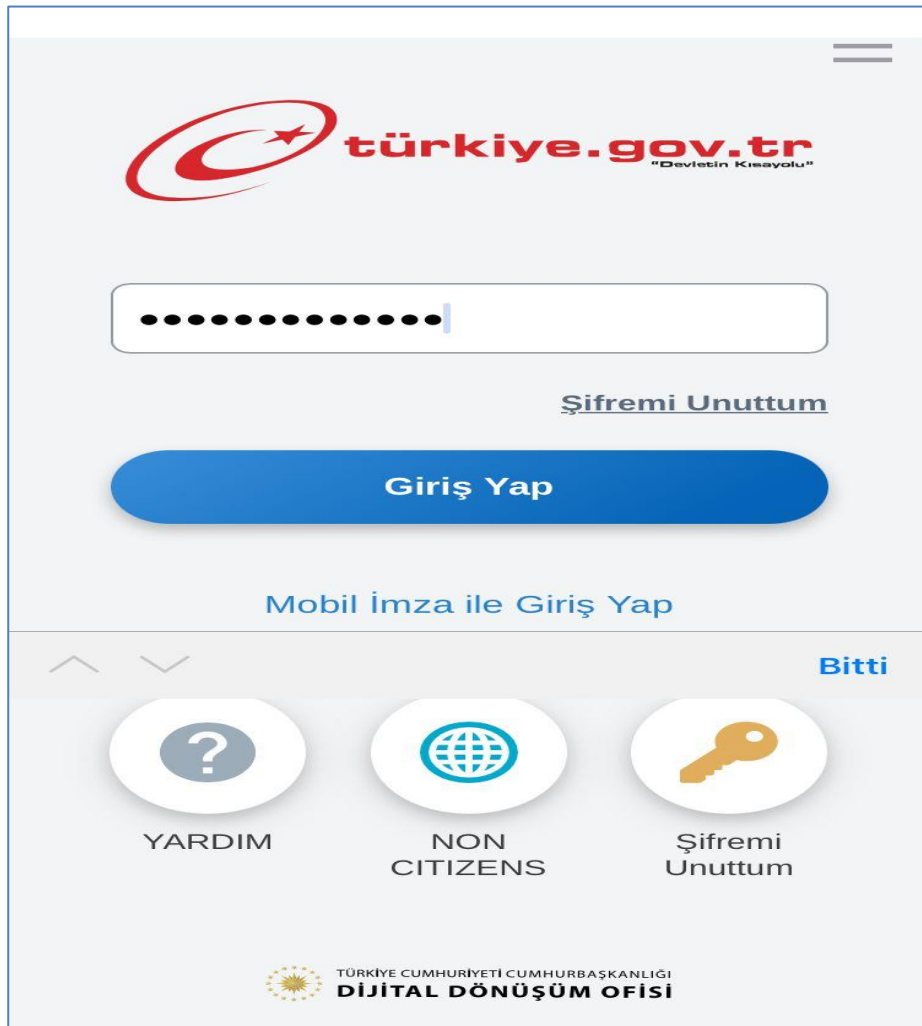 türkiye.gov.tr
"Devletin Kısayolu"
•••••••••••••
Şifremi Unuttum
Giriş Yap
Mobil İmza ile Giriş Yap
Bitti
?
YARDIM
NON
CITIZENS
Şifremi
Unuttum
TÜRKİYE CUMHURİYETİ CUMHURBAŞKANLIĞI
DİJİTAL DÖNÜŞÜM OFİSİ